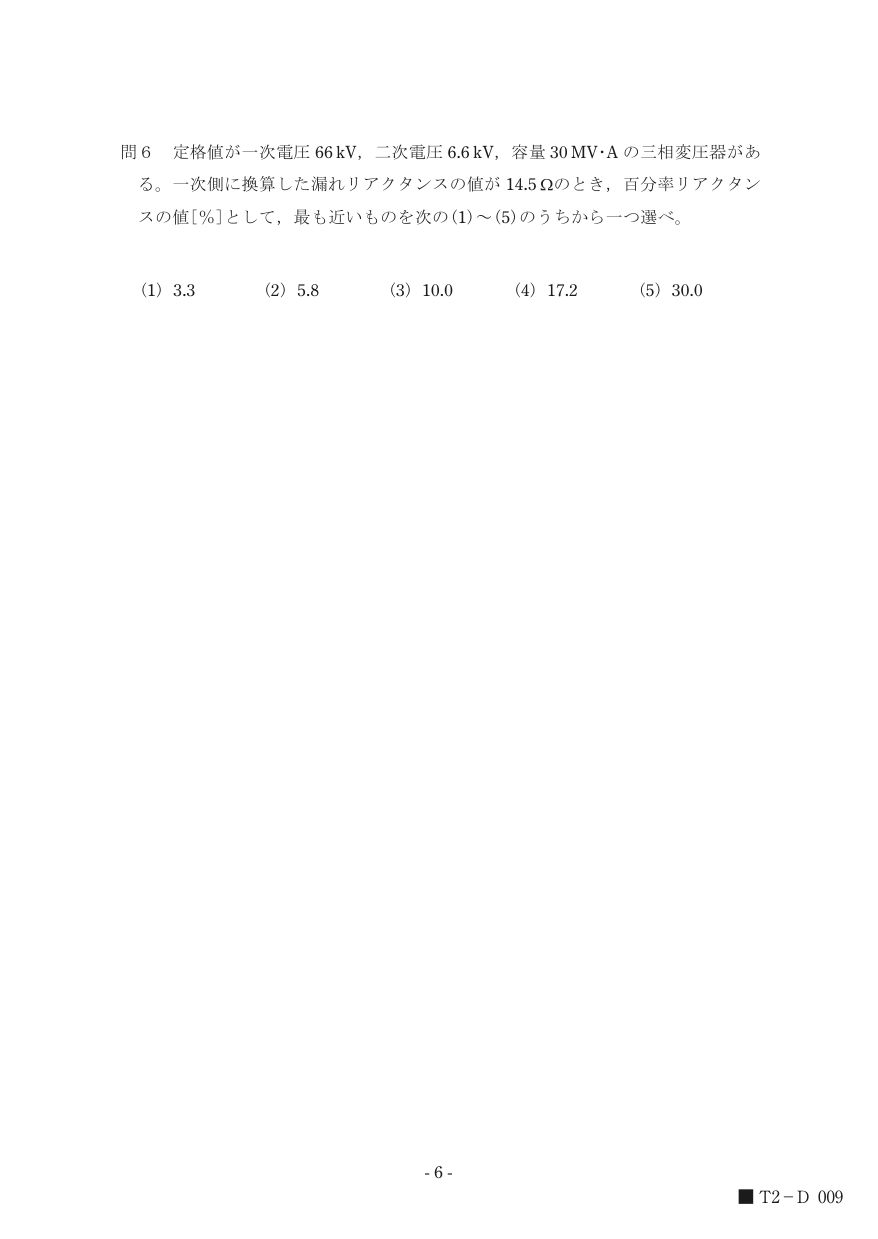 問６　定格値が一次電圧 66 kV，二次電圧 6.6 kV，容量 30 MV･A の三相変圧器があ
る。一次側に換算した漏れリアクタンスの値が 14.5 Ωのとき，百分率リアクタン
スの値[％]として，最も近いものを次の(1)～(5)のうちから一つ選べ。
(1) 3.3　(2) 5.8　(3) 10.0　(4) 17.2　(5) 30.0
- 6 -
■ T2－D 009